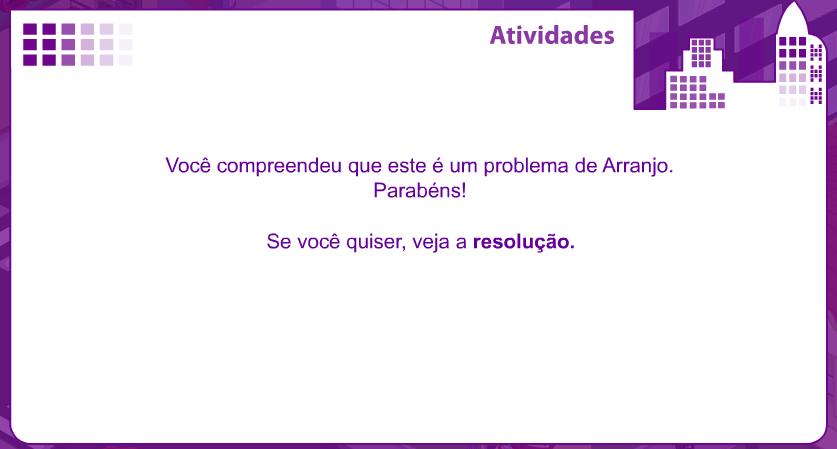 Atividades
Você compreendeu que este é um problema de Arranjo.
Parabéns!
Se você quiser, veja a resolução.